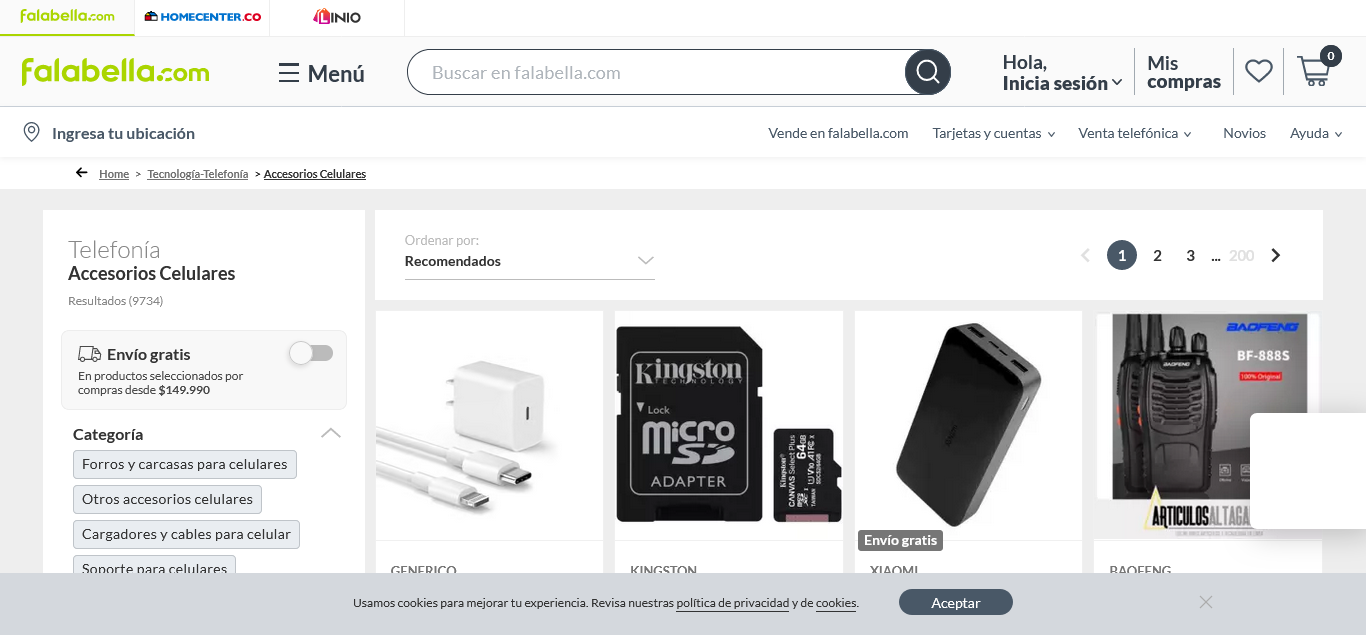 falabella.com
HOMECENTER.CO
LINIO
falabella.com
Menú
Buscar en falabella.com
Hola,
Inicia sesión
Mis
compras
0
Ingresa tu ubicación
Vende en falabella.com
Tarjetas y cuentas
Venta telefónica
Novios
Ayuda
Home > Tecnología-Telefonía > Accesorios Celulares
Telefonía
Accesorios Celulares
Resultados (9734)
Envío gratis
En productos seleccionados por
compras desde $149.990
Categoría
Forros y carcasas para celulares
Otros accesorios celulares
Cargadores y cables para celular
Soporte para celulares
Ordenar por:
Recomendados
1 2 3 ... 200
Kingston
TECHNOLOGY
Lock
micro
SD
ADAPTER
Kingston
CANVAS Select Plus
64GB
BAOFENG
BF-888S
100% Original
ARTICULOSALTAGA
Envío gratis
GENERICO
KINGSTON
XIAOMI
BAOFENG
Usamos cookies para mejorar tu experiencia. Revisa nuestras política de privacidad y de cookies.
Aceptar